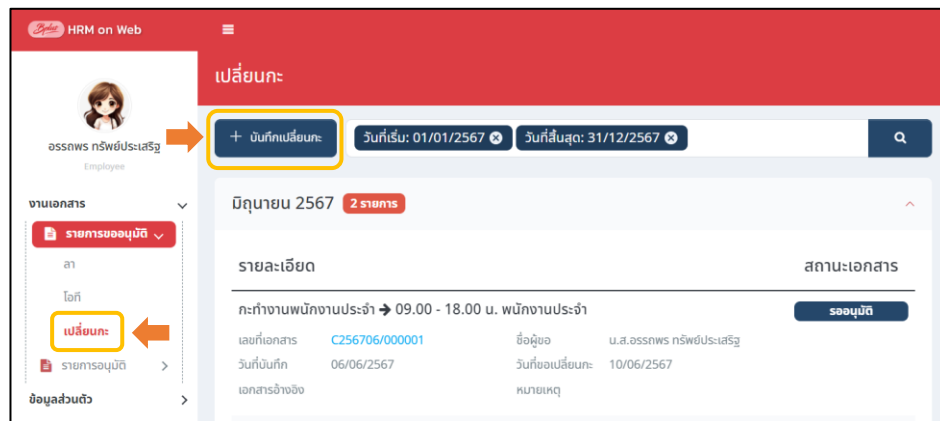 Bplus HRM on Web
เปลี่ยนกะ
อรรถพร ทรัพย์ประเสริฐ
Employee
+ บันทึกเปลี่ยนกะ
วันที่เริ่ม: 01/01/2567
วันที่สิ้นสุด: 31/12/2567
งานเอกสาร
รายการขออนุมัติ
ลา
โอที
เปลี่ยนกะ
รายการอนุมัติ
ข้อมูลส่วนตัว
มิถุนายน 2567 2 รายการ
รายละเอียด สถานะเอกสาร
กะทำงานพนักงานประจำ → 09.00 - 18.00 น. พนักงานประจำ รออนุมัติ
เลขที่เอกสาร C256706/000001 ชื่อผู้ขอ น.ส.อรรถพร ทรัพย์ประเสริฐ
วันที่บันทึก 06/06/2567 วันที่ขอเปลี่ยนกะ 10/06/2567
เอกสารอ้างอิง หมายเหตุ